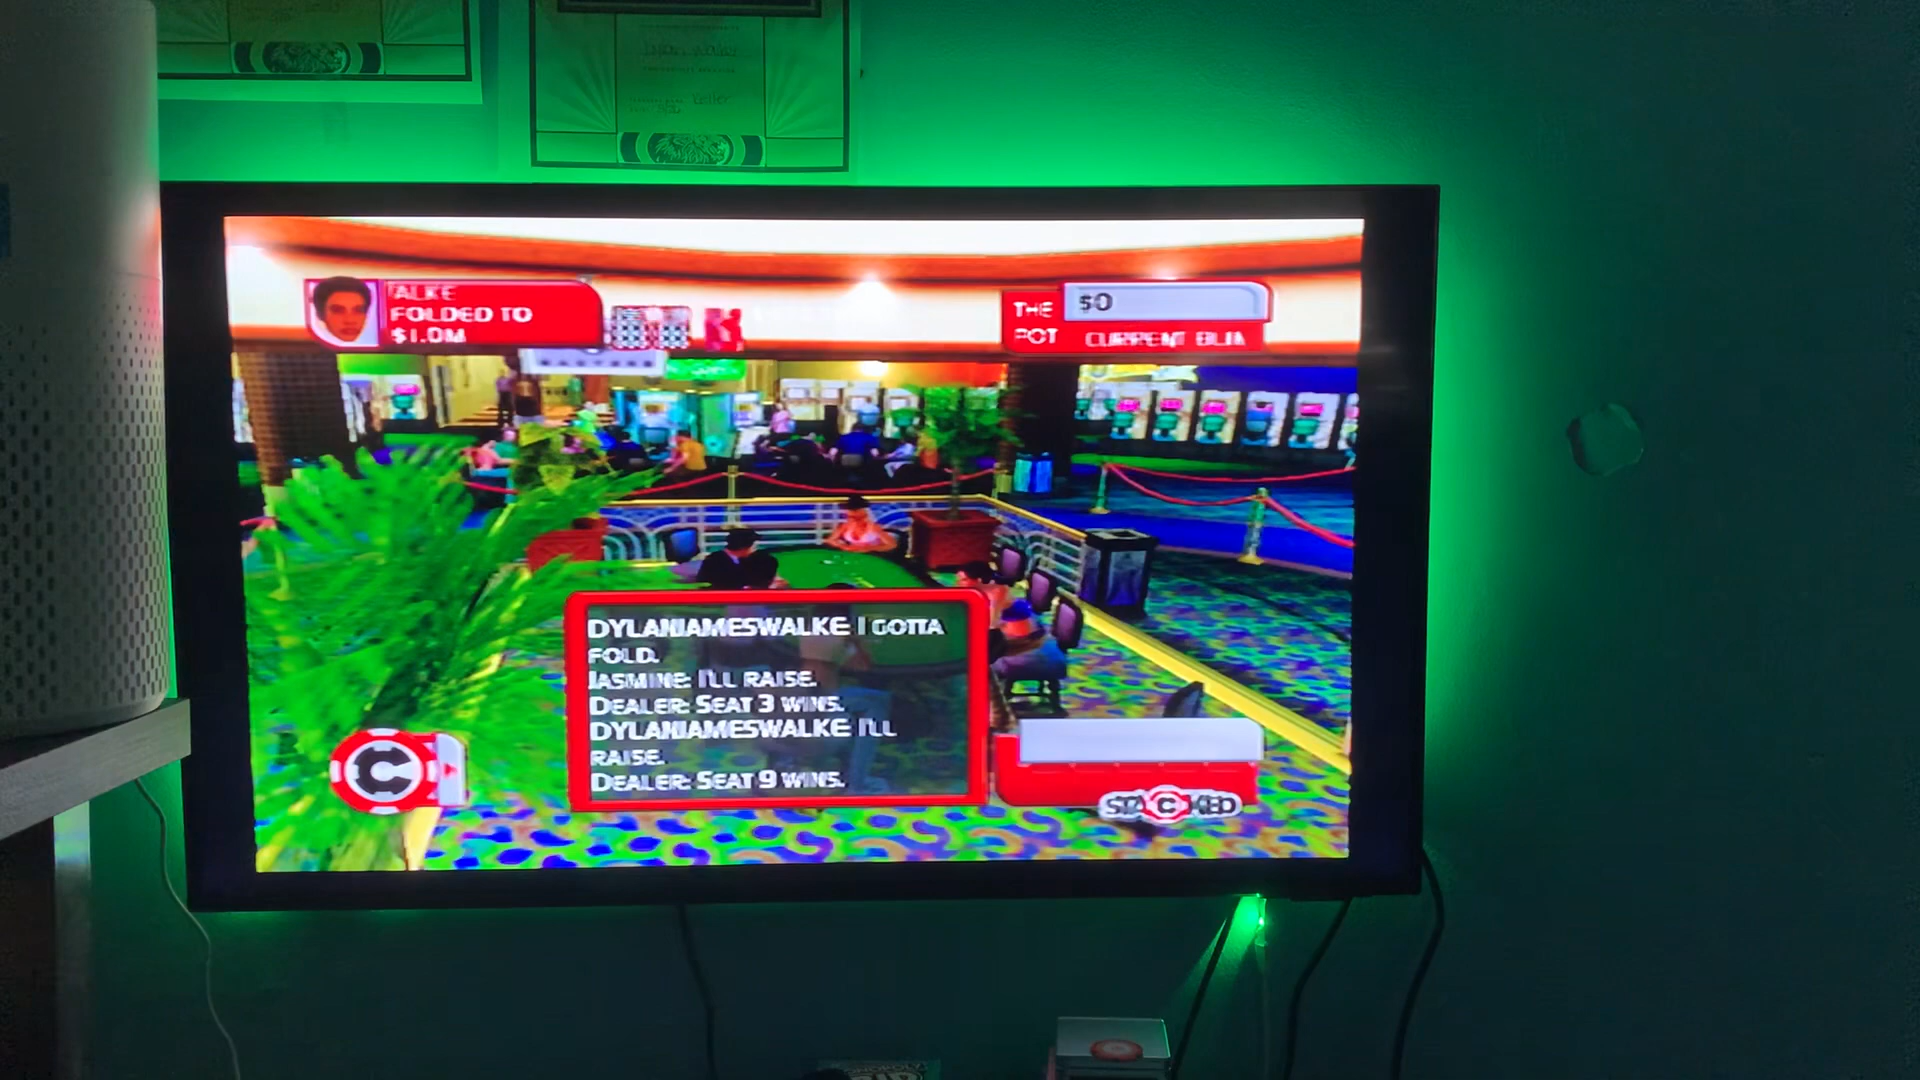 ALKE
FOLDED TO
$1.0M
THE
POT
$0
CURRENT BLIN
DYLANJAMESWALKE I GOTTA
FOLD.
JASMINE: I'LL RAISE.
DEALER: SEAT 3 WINS.
DYLANJAMESWALKE I'LL
RAISE.
DEALER: SEAT 9 WINS.
C
STACKED